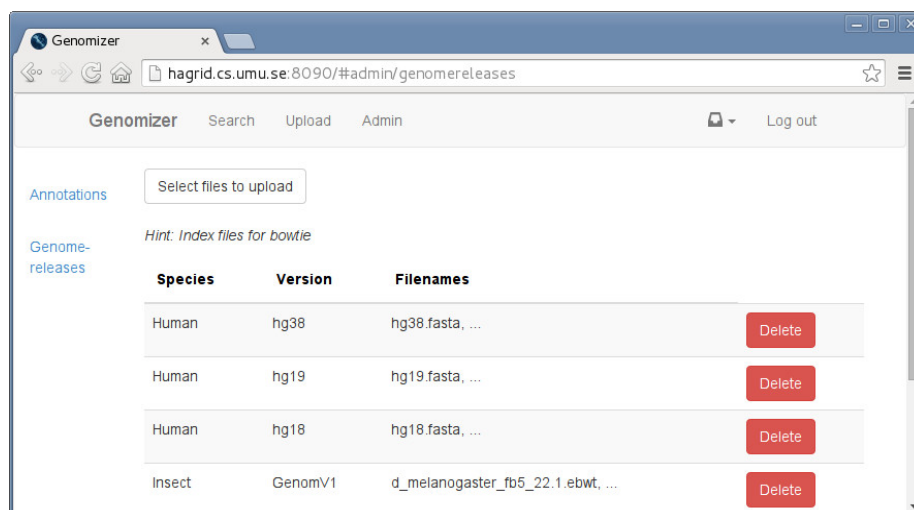 Genomizer
hagrid.cs.umu.se:8090/#admin/genomereleases
Genomizer Search Upload Admin Log out
Annotations
Genome-
releases
Select files to upload
Hint: Index files for bowtie
Species Version Filenames
Human hg38 hg38.fasta, ... Delete
Human hg19 hg19.fasta, ... Delete
Human hg18 hg18.fasta, ... Delete
Insect GenomV1 d_melanogaster_fb5_22.1.ebwt, ... Delete